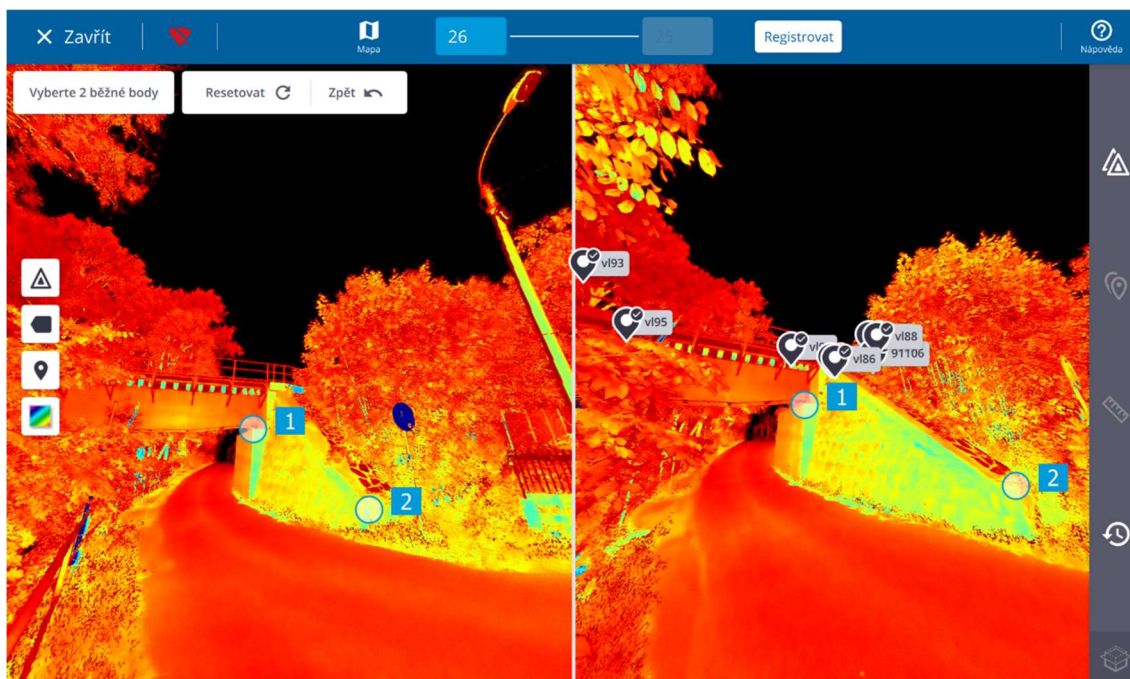 Zavřít
Mapa
26
25
Registrovat
Nápověda
Vyberte 2 běžné body
Resetovat
Zpět
vl93
vl95
vl88
91106
vl86
1
2
1
2